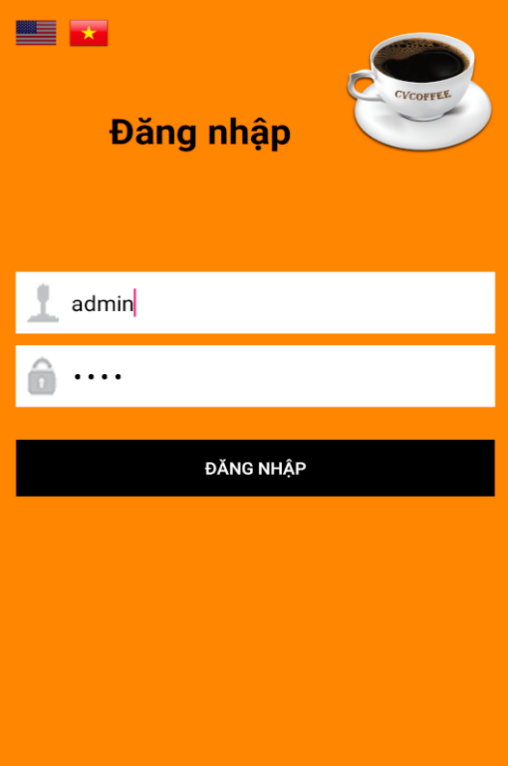 CVCOFFEE
Đăng nhập
admin
••••
ĐĂNG NHẬP